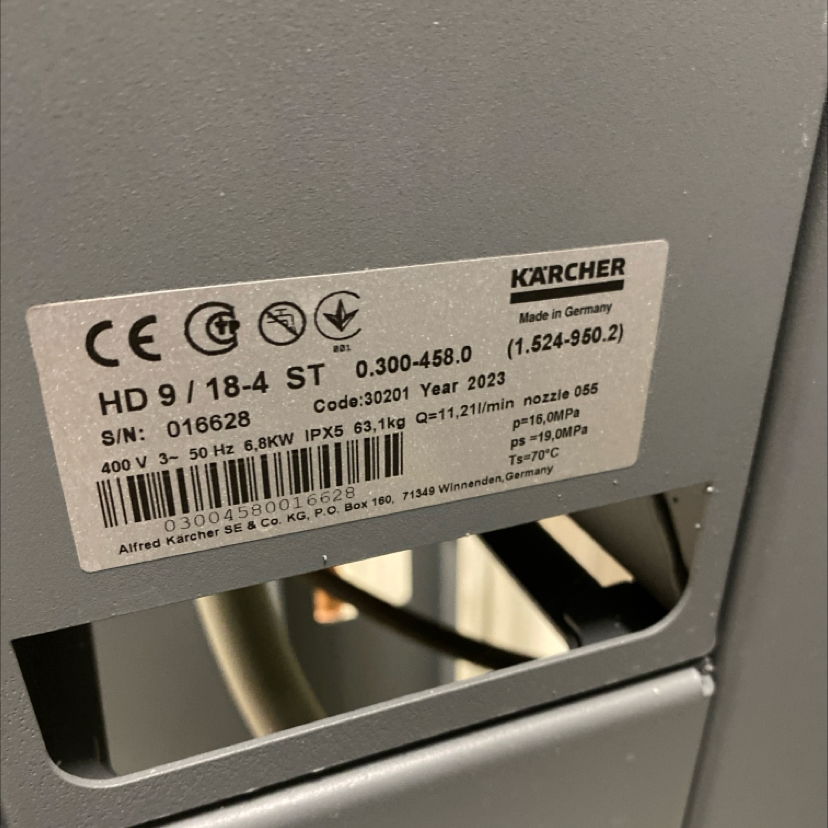 KÄRCHER
Made in Germany
CE
001
HD 9 / 18-4 ST 0.300-458.0 (1.524-950.2)
S/N: 016628 Code:30201 Year 2023
400 V 3~ 50 Hz 6,8KW IPX5 63,1kg Q=11,21l/min nozzle 055
p=16,0MPa
ps =19,0MPa
Ts=70°C
03004580016628
Alfred Kärcher SE & Co. KG, P.O. Box 160, 71349 Winnenden,Germany